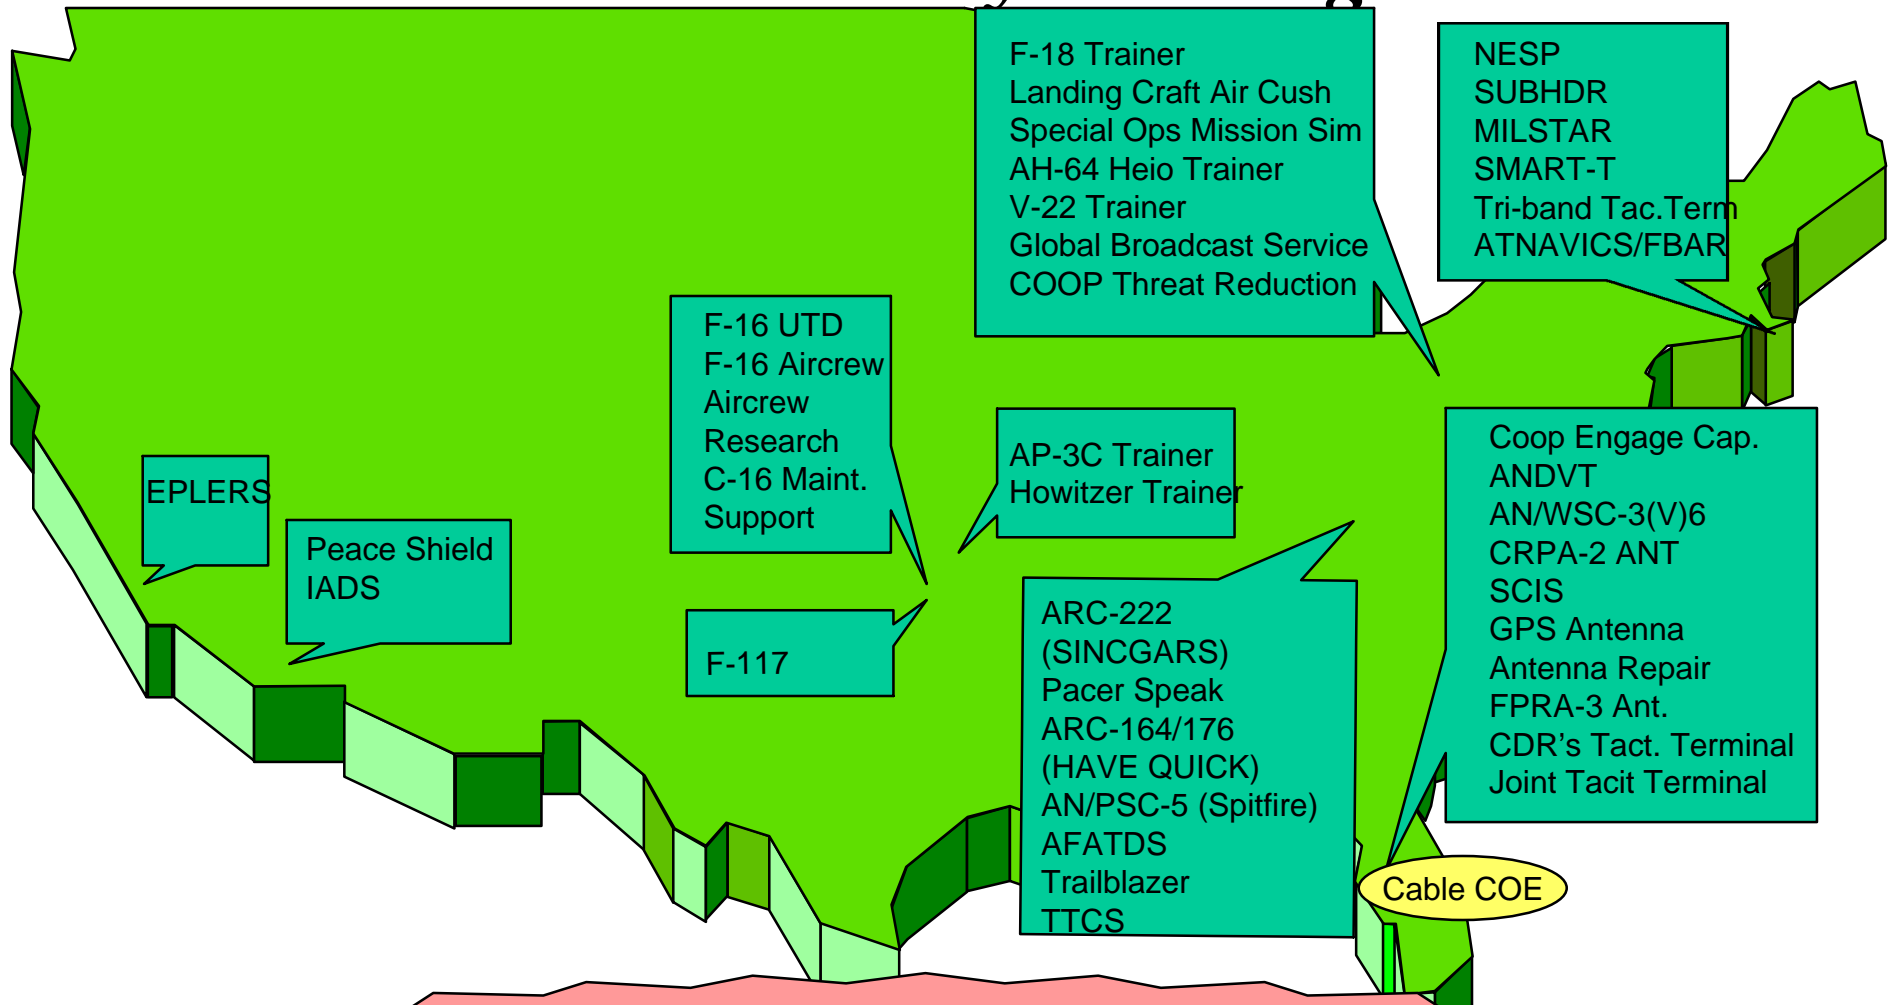 F-18 Trainer
Landing Craft Air Cush
Special Ops Mission Sim
AH-64 Heio Trainer
V-22 Trainer
Global Broadcast Service
COOP Threat Reduction
NESP
SUBHDR
MILSTAR
SMART-T
Tri-band Tac.Term
ATNAVICS/FBAR
F-16 UTD
F-16 Aircrew
Aircrew
Research
C-16 Maint.
Support
AP-3C Trainer
Howitzer Trainer
EPLERS
Peace Shield
IADS
F-117
ARC-222
(SINCGARS)
Pacer Speak
ARC-164/176
(HAVE QUICK)
AN/PSC-5 (Spitfire)
AFATDS
Trailblazer
TTCS
Coop Engage Cap.
ANDVT
AN/WSC-3(V)6
CRPA-2 ANT
SCIS
GPS Antenna
Antenna Repair
FPRA-3 Ant.
CDR's Tact. Terminal
Joint Tacit Terminal
Cable COE